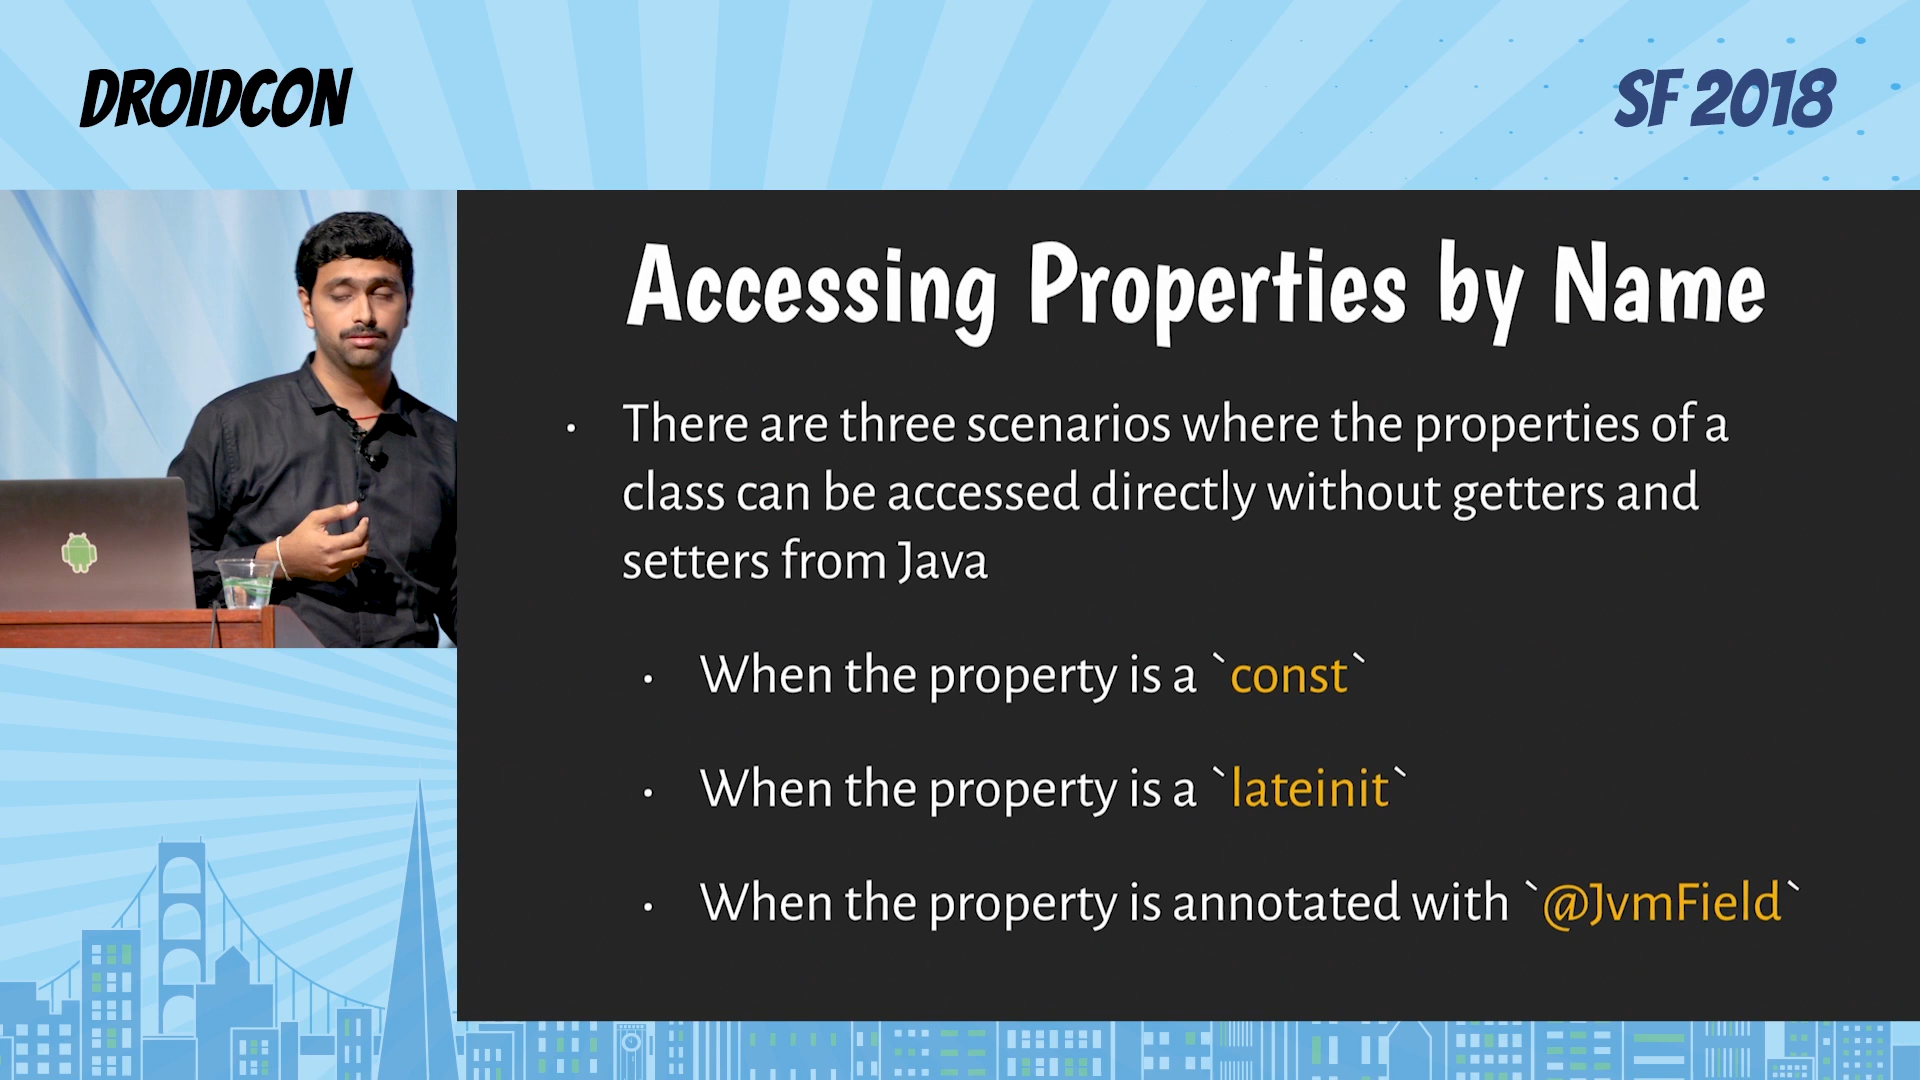 DROIDCON
SF 2018
Accessing Properties by Name
• There are three scenarios where the properties of a
class can be accessed directly without getters and
setters from Java
• When the property is a `const`
• When the property is a `lateinit`
• When the property is annotated with `@JvmField`